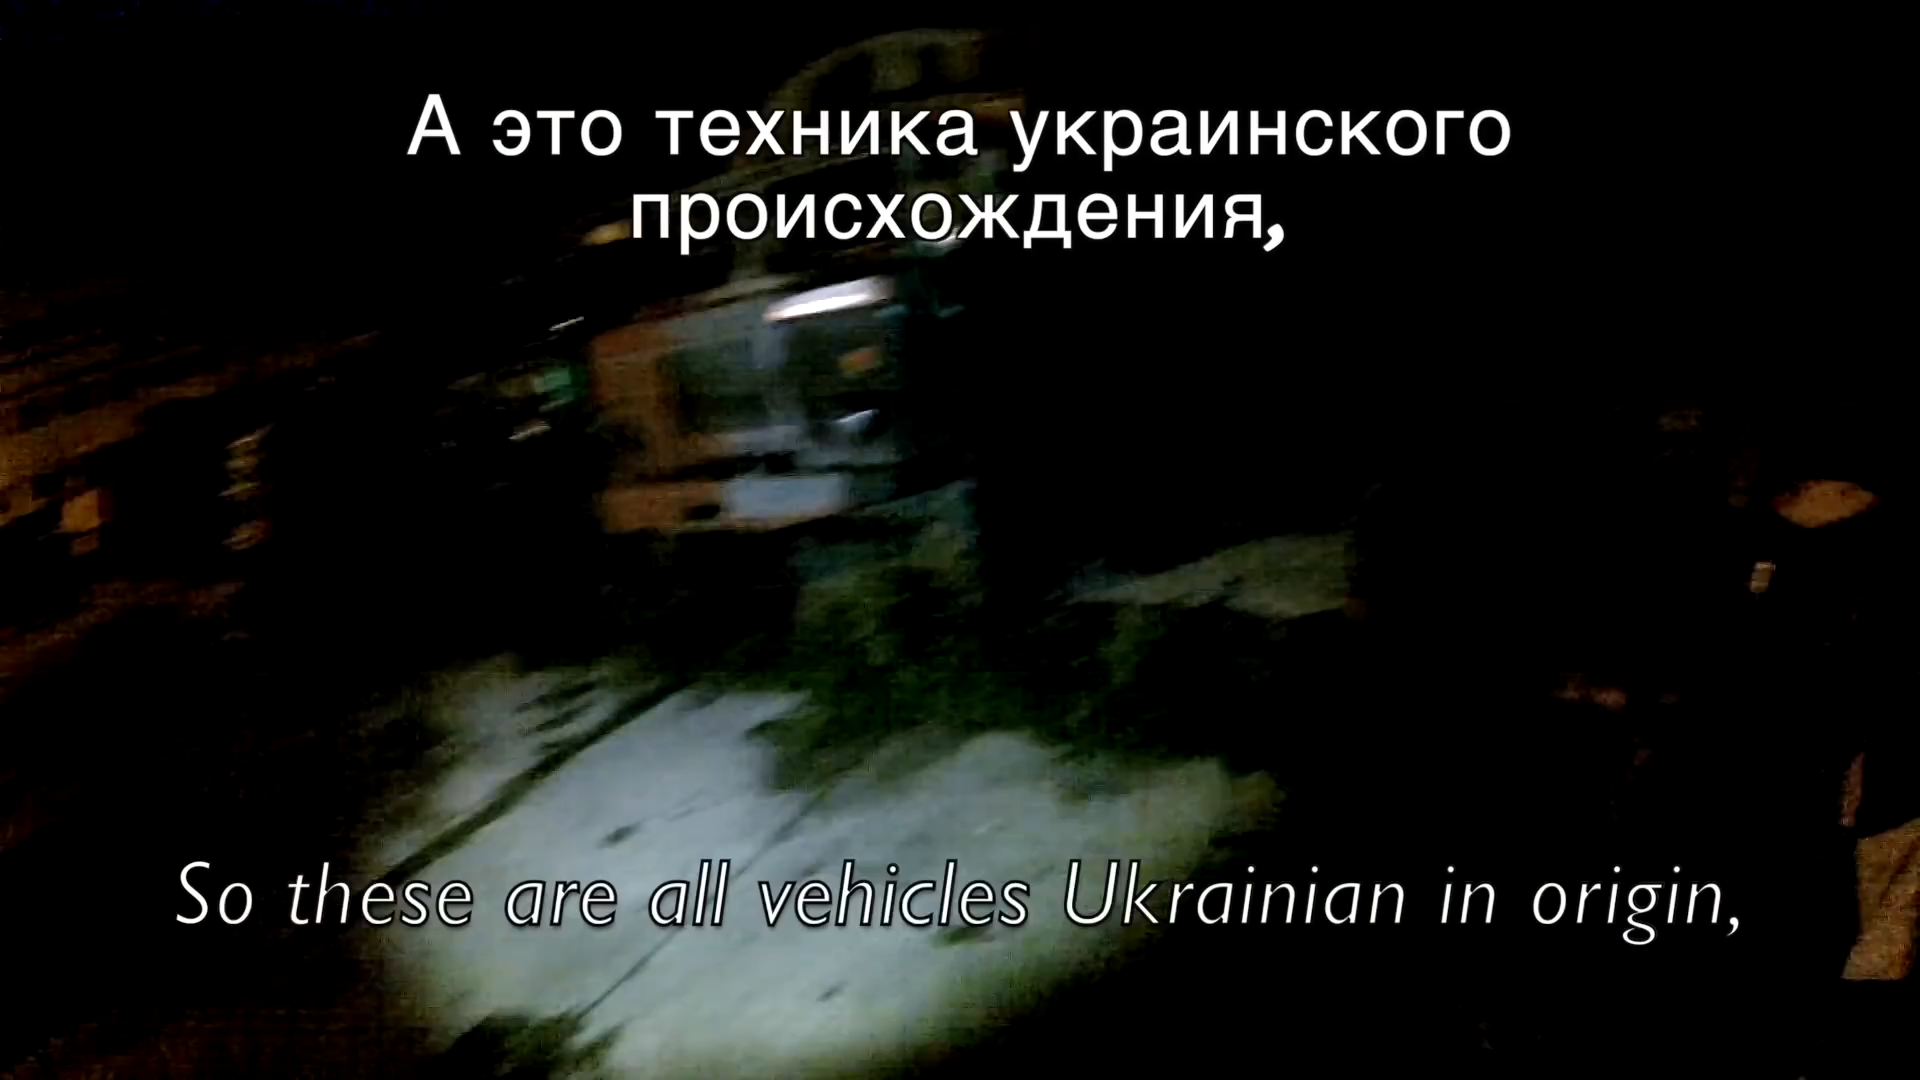 А это техника украинского
происхождения,
So these are all vehicles Ukrainian in origin,